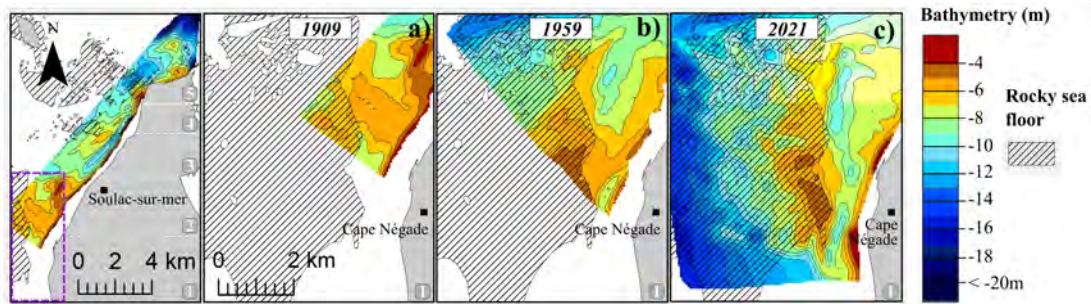 N
5
4
3
Soulac-sur-mer
2
0 2 4 km
1
1909
a)
Cape Négade
0 2 km
1
1959
b)
Cape Négade
1
2021
c)
Cape
Négade
1
Bathymetry (m)
-4
-6
-8
-10
-12
-14
-16
-18
< -20m
Rocky sea
floor